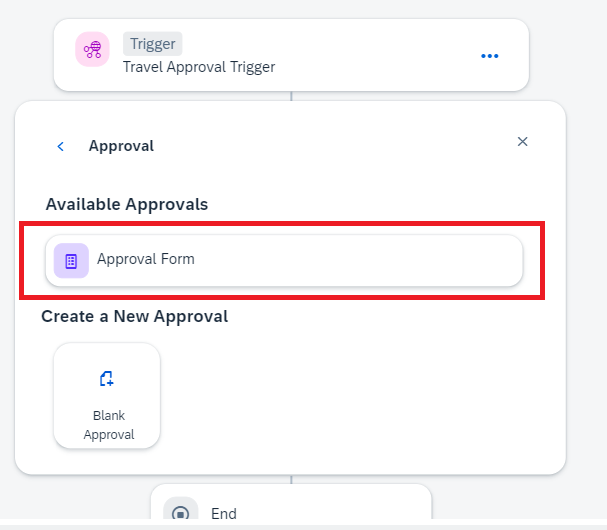 Trigger
Travel Approval Trigger
Approval
Available Approvals
Approval Form
Create a New Approval
Blank
Approval
End